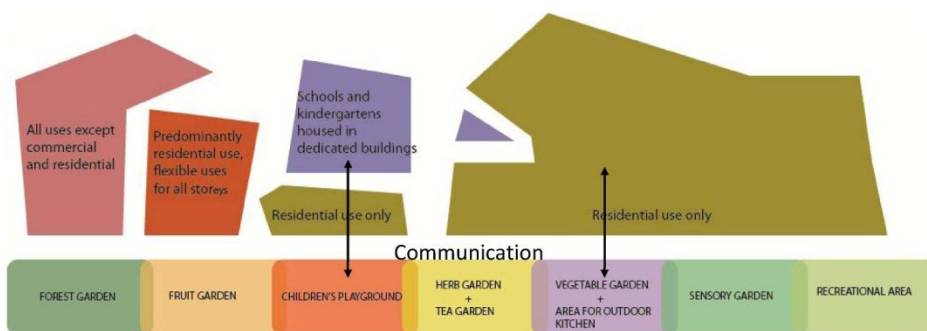 All uses except
commercial
and residential
Predominantly
residential use,
flexible uses
for all storeys
Schools and
kindergartens
housed in
dedicated buildings
Residential use only
Residential use only
Communication
FOREST GARDEN
FRUIT GARDEN
CHILDREN'S PLAYGROUND
HERB GARDEN
+
TEA GARDEN
VEGETABLE GARDEN
+
AREA FOR OUTDOOR
KITCHEN
SENSORY GARDEN
RECREATIONAL AREA